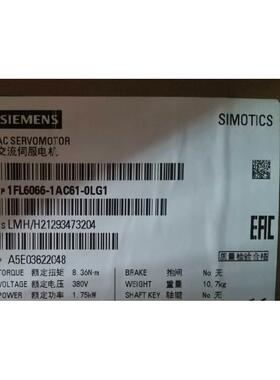 SIEMENS
SIMOTICS
AC SERVOMOTOR
交流伺服电机
P 1FL6066-1AC61-0LG1
S LMH/H21293473204
EAC
A5E03622048
质量检验合格
TORQUE 额定扭矩 8.36N·m BRAKE 抱闸 No 无
VOLTAGE 额定电压 380V WEIGHT 重量 10.7kg
POWER 额定功率 1.75kW SHAFT KEY 轴键 No 无